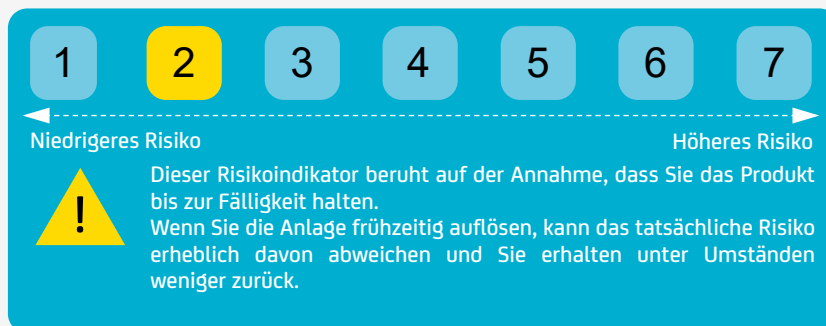 1 2 3 4 5 6 7
Niedrigeres Risiko Höheres Risiko
Dieser Risikoindikator beruht auf der Annahme, dass Sie das Produkt
bis zur Fälligkeit halten.
Wenn Sie die Anlage frühzeitig auflösen, kann das tatsächliche Risiko
erheblich davon abweichen und Sie erhalten unter Umständen
weniger zurück.
!